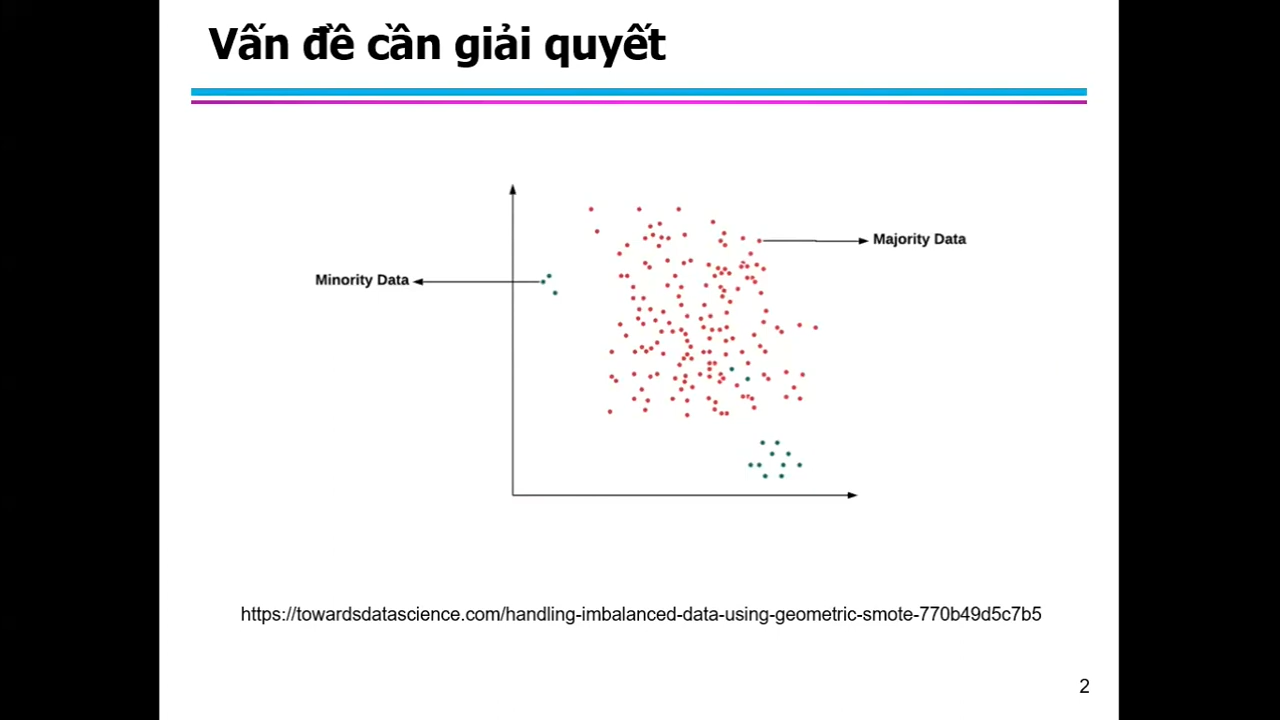 Vấn đề cần giải quyết
Majority Data
Minority Data
https://towardsdatascience.com/handling-imbalanced-data-using-geometric-smote-770b49d5c7b5
2